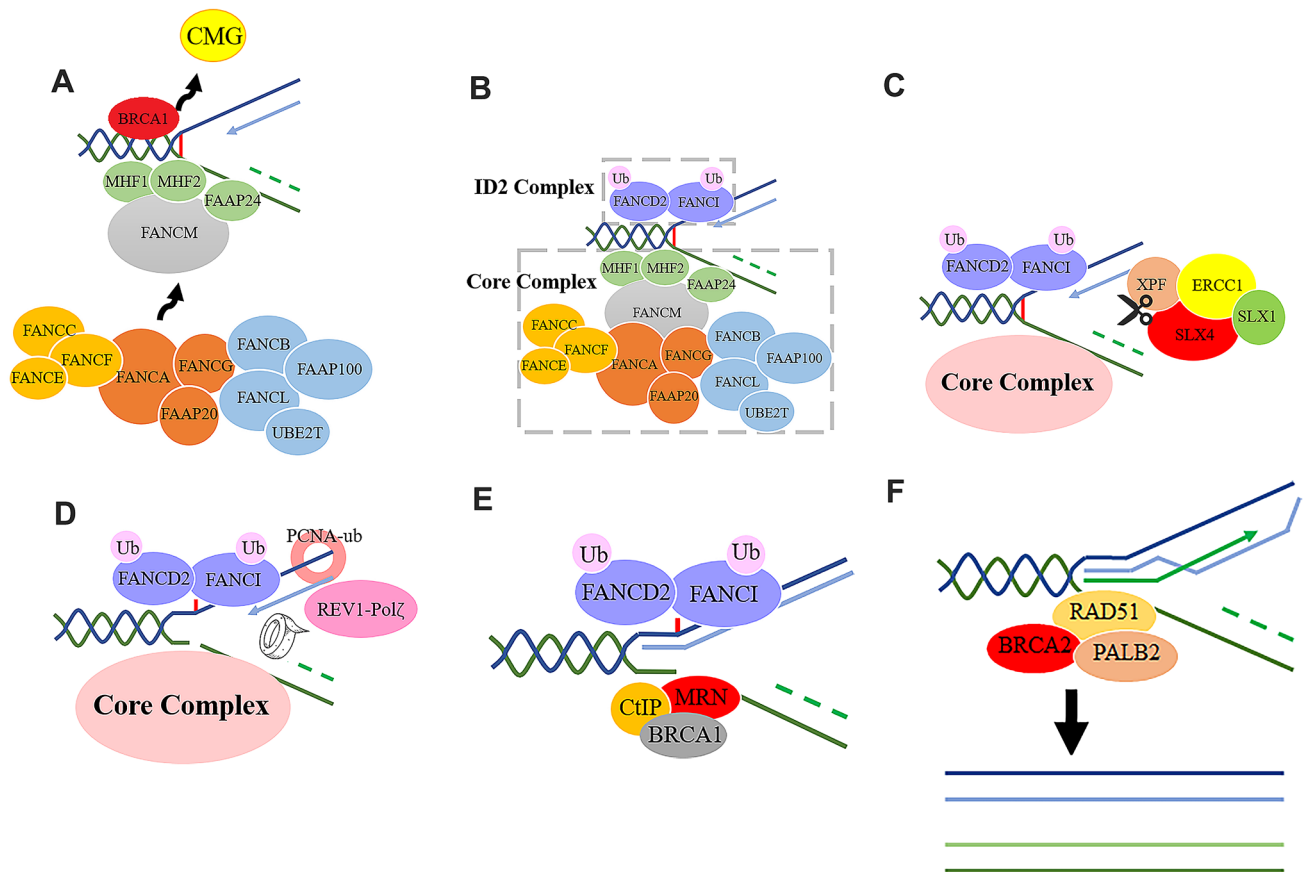 CMG
A
BRCA1
MHF1
MHF2
FAAP24
FANCM
FANCC
FANCF
FANCE
FANCA
FANCG
FAAP20
FANCB
FAAP100
FANCL
UBE2T
B
Ub
Ub
ID2 Complex
FANCD2
FANCI
Core Complex
MHF1
MHF2
FAAP24
FANCM
FANCC
FANCF
FANCE
FANCA
FANCG
FAAP20
FANCB
FAAP100
FANCL
UBE2T
C
Ub
Ub
FANCD2
FANCI
XPF
ERCC1
SLX4
SLX1
Core Complex
D
Ub
Ub
PCNA-ub
FANCD2
FANCI
REV1-Polζ
Core Complex
E
Ub
Ub
FANCD2
FANCI
CtIP
MRN
BRCA1
F
RAD51
BRCA2
PALB2